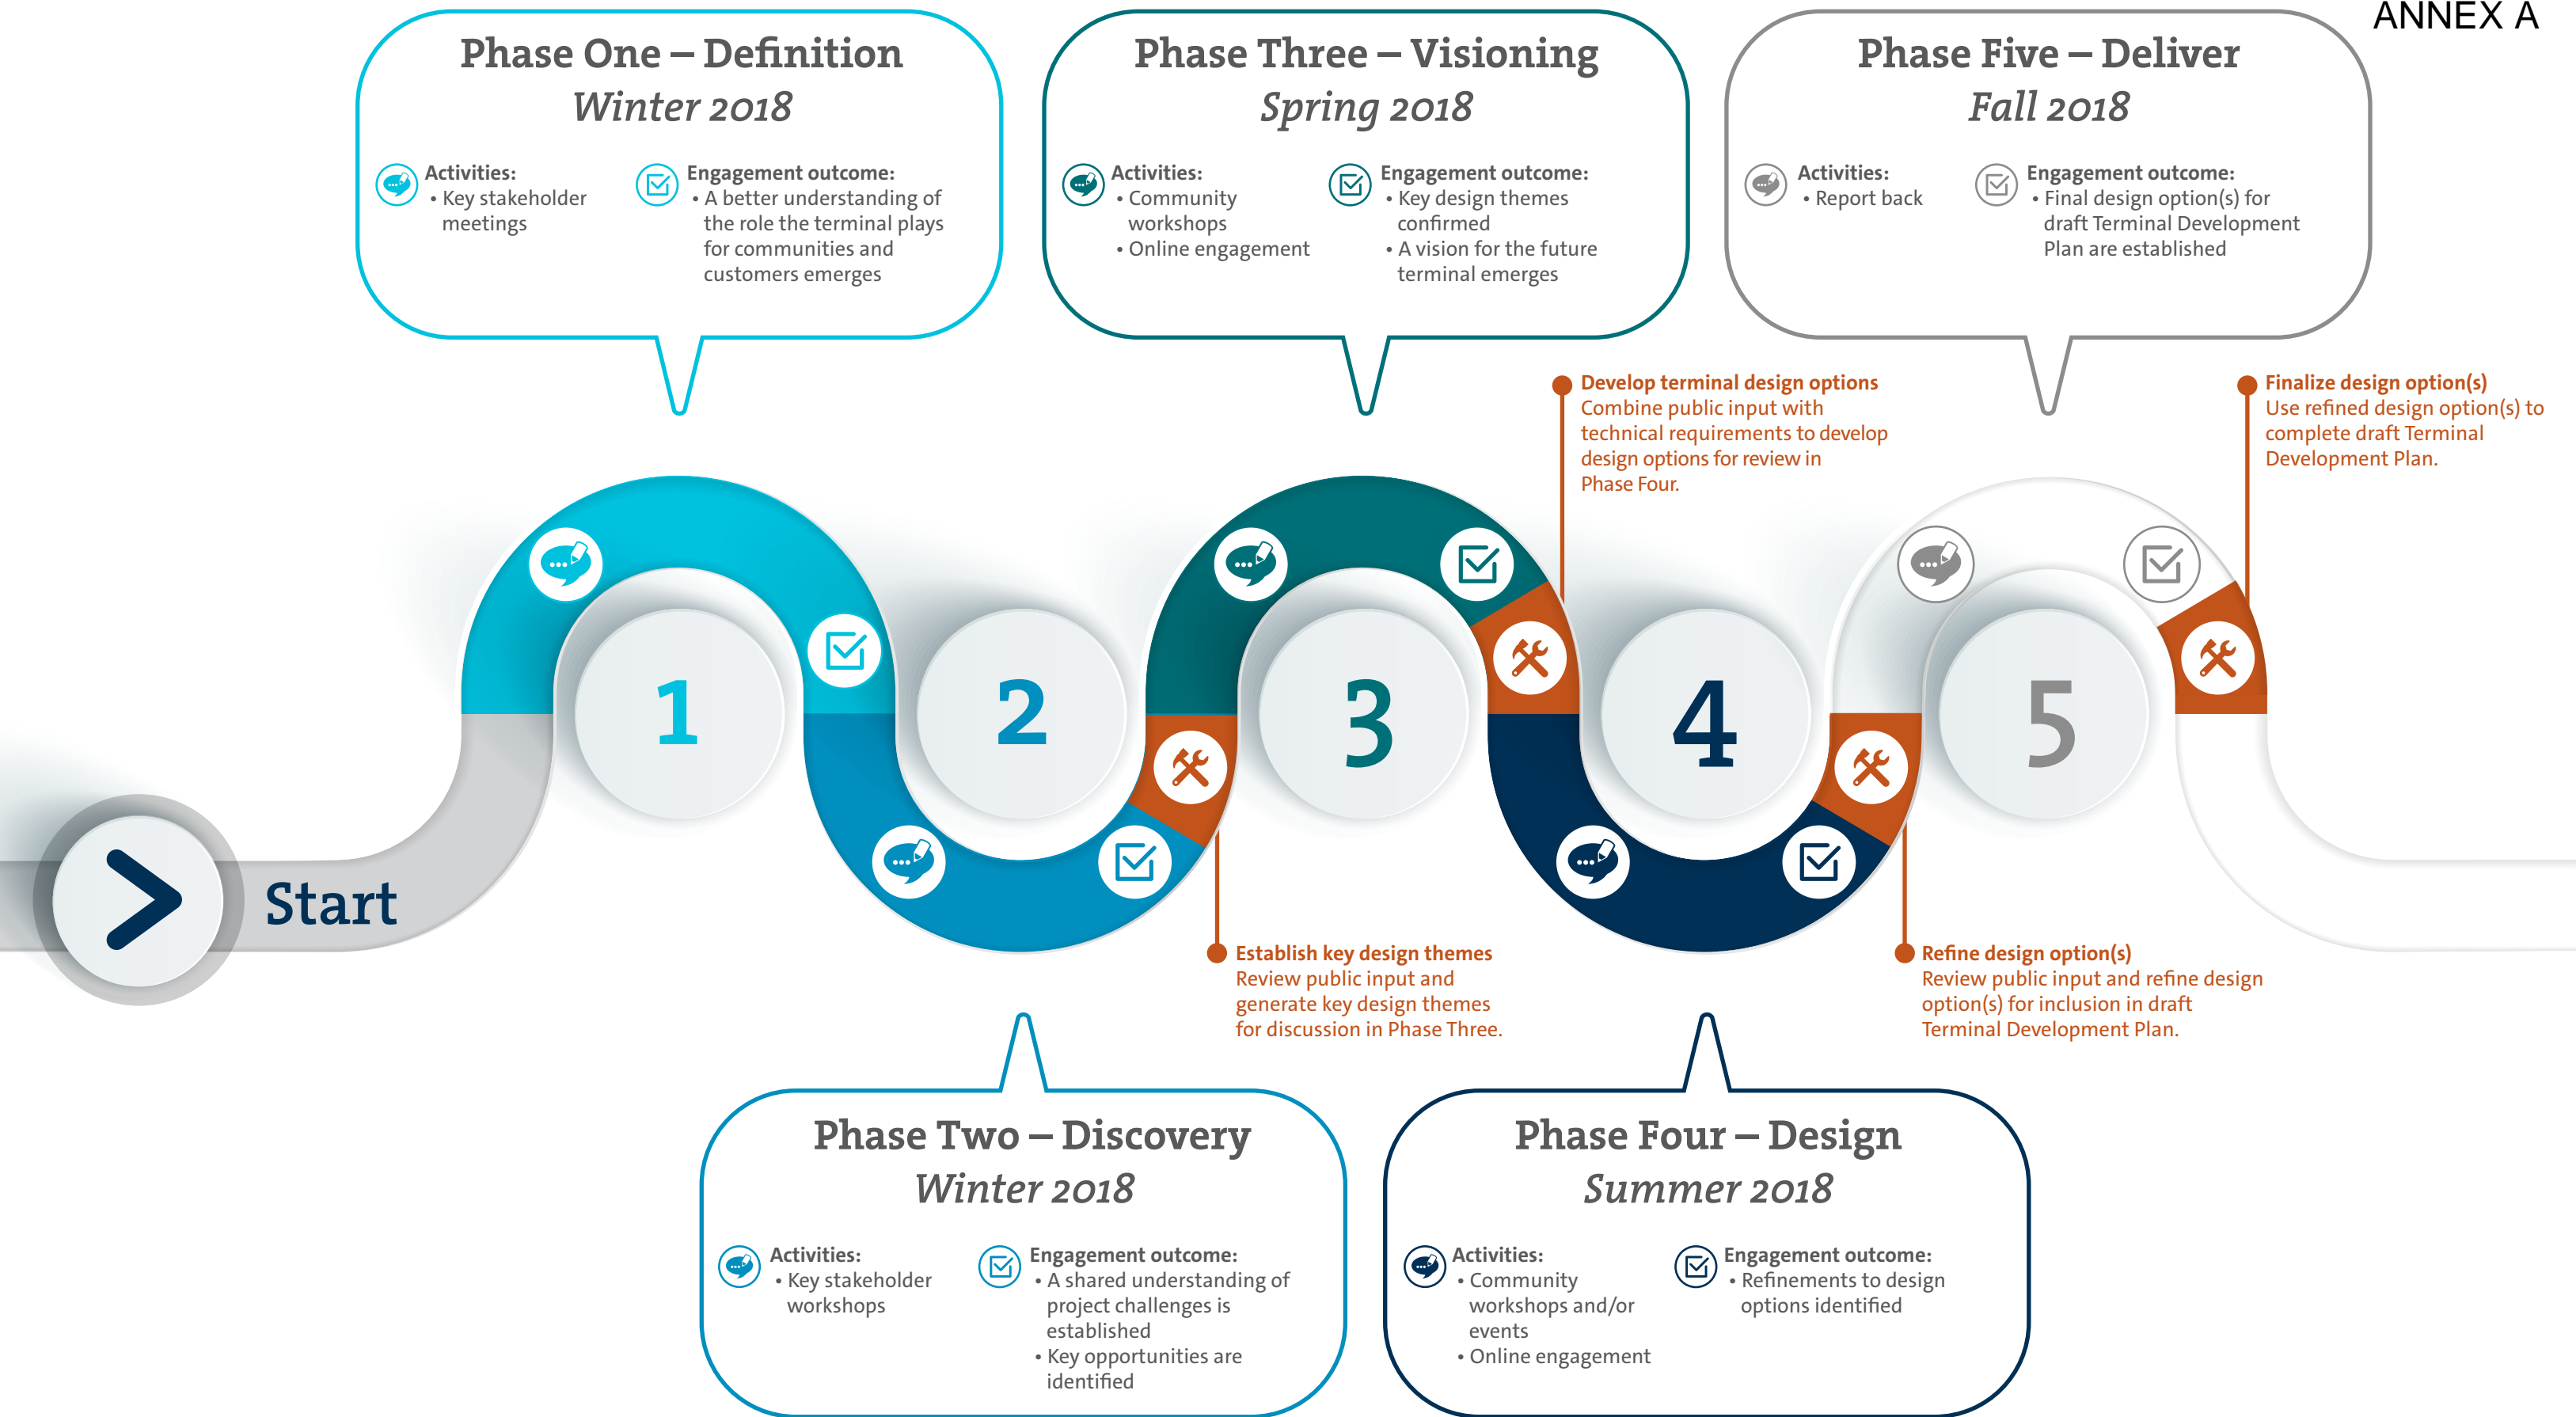 ANNEX A
Phase One – Definition
Winter 2018
Activities:
• Key stakeholder
meetings
Engagement outcome:
• A better understanding of
the role the terminal plays
for communities and
customers emerges
Phase Three – Visioning
Spring 2018
Activities:
• Community
workshops
• Online engagement
Engagement outcome:
• Key design themes
confirmed
• A vision for the future
terminal emerges
Phase Five – Deliver
Fall 2018
Activities:
• Report back
Engagement outcome:
• Final design option(s) for
draft Terminal Development
Plan are established
Develop terminal design options
Combine public input with
technical requirements to develop
design options for review in
Phase Four.
Finalize design option(s)
Use refined design option(s) to
complete draft Terminal
Development Plan.
1
2
3
4
5
Start
Establish key design themes
Review public input and
generate key design themes
for discussion in Phase Three.
Refine design option(s)
Review public input and refine design
option(s) for inclusion in draft
Terminal Development Plan.
Phase Two – Discovery
Winter 2018
Activities:
• Key stakeholder
workshops
Engagement outcome:
• A shared understanding of
project challenges is
established
• Key opportunities are
identified
Phase Four – Design
Summer 2018
Activities:
• Community
workshops and/or
events
• Online engagement
Engagement outcome:
• Refinements to design
options identified